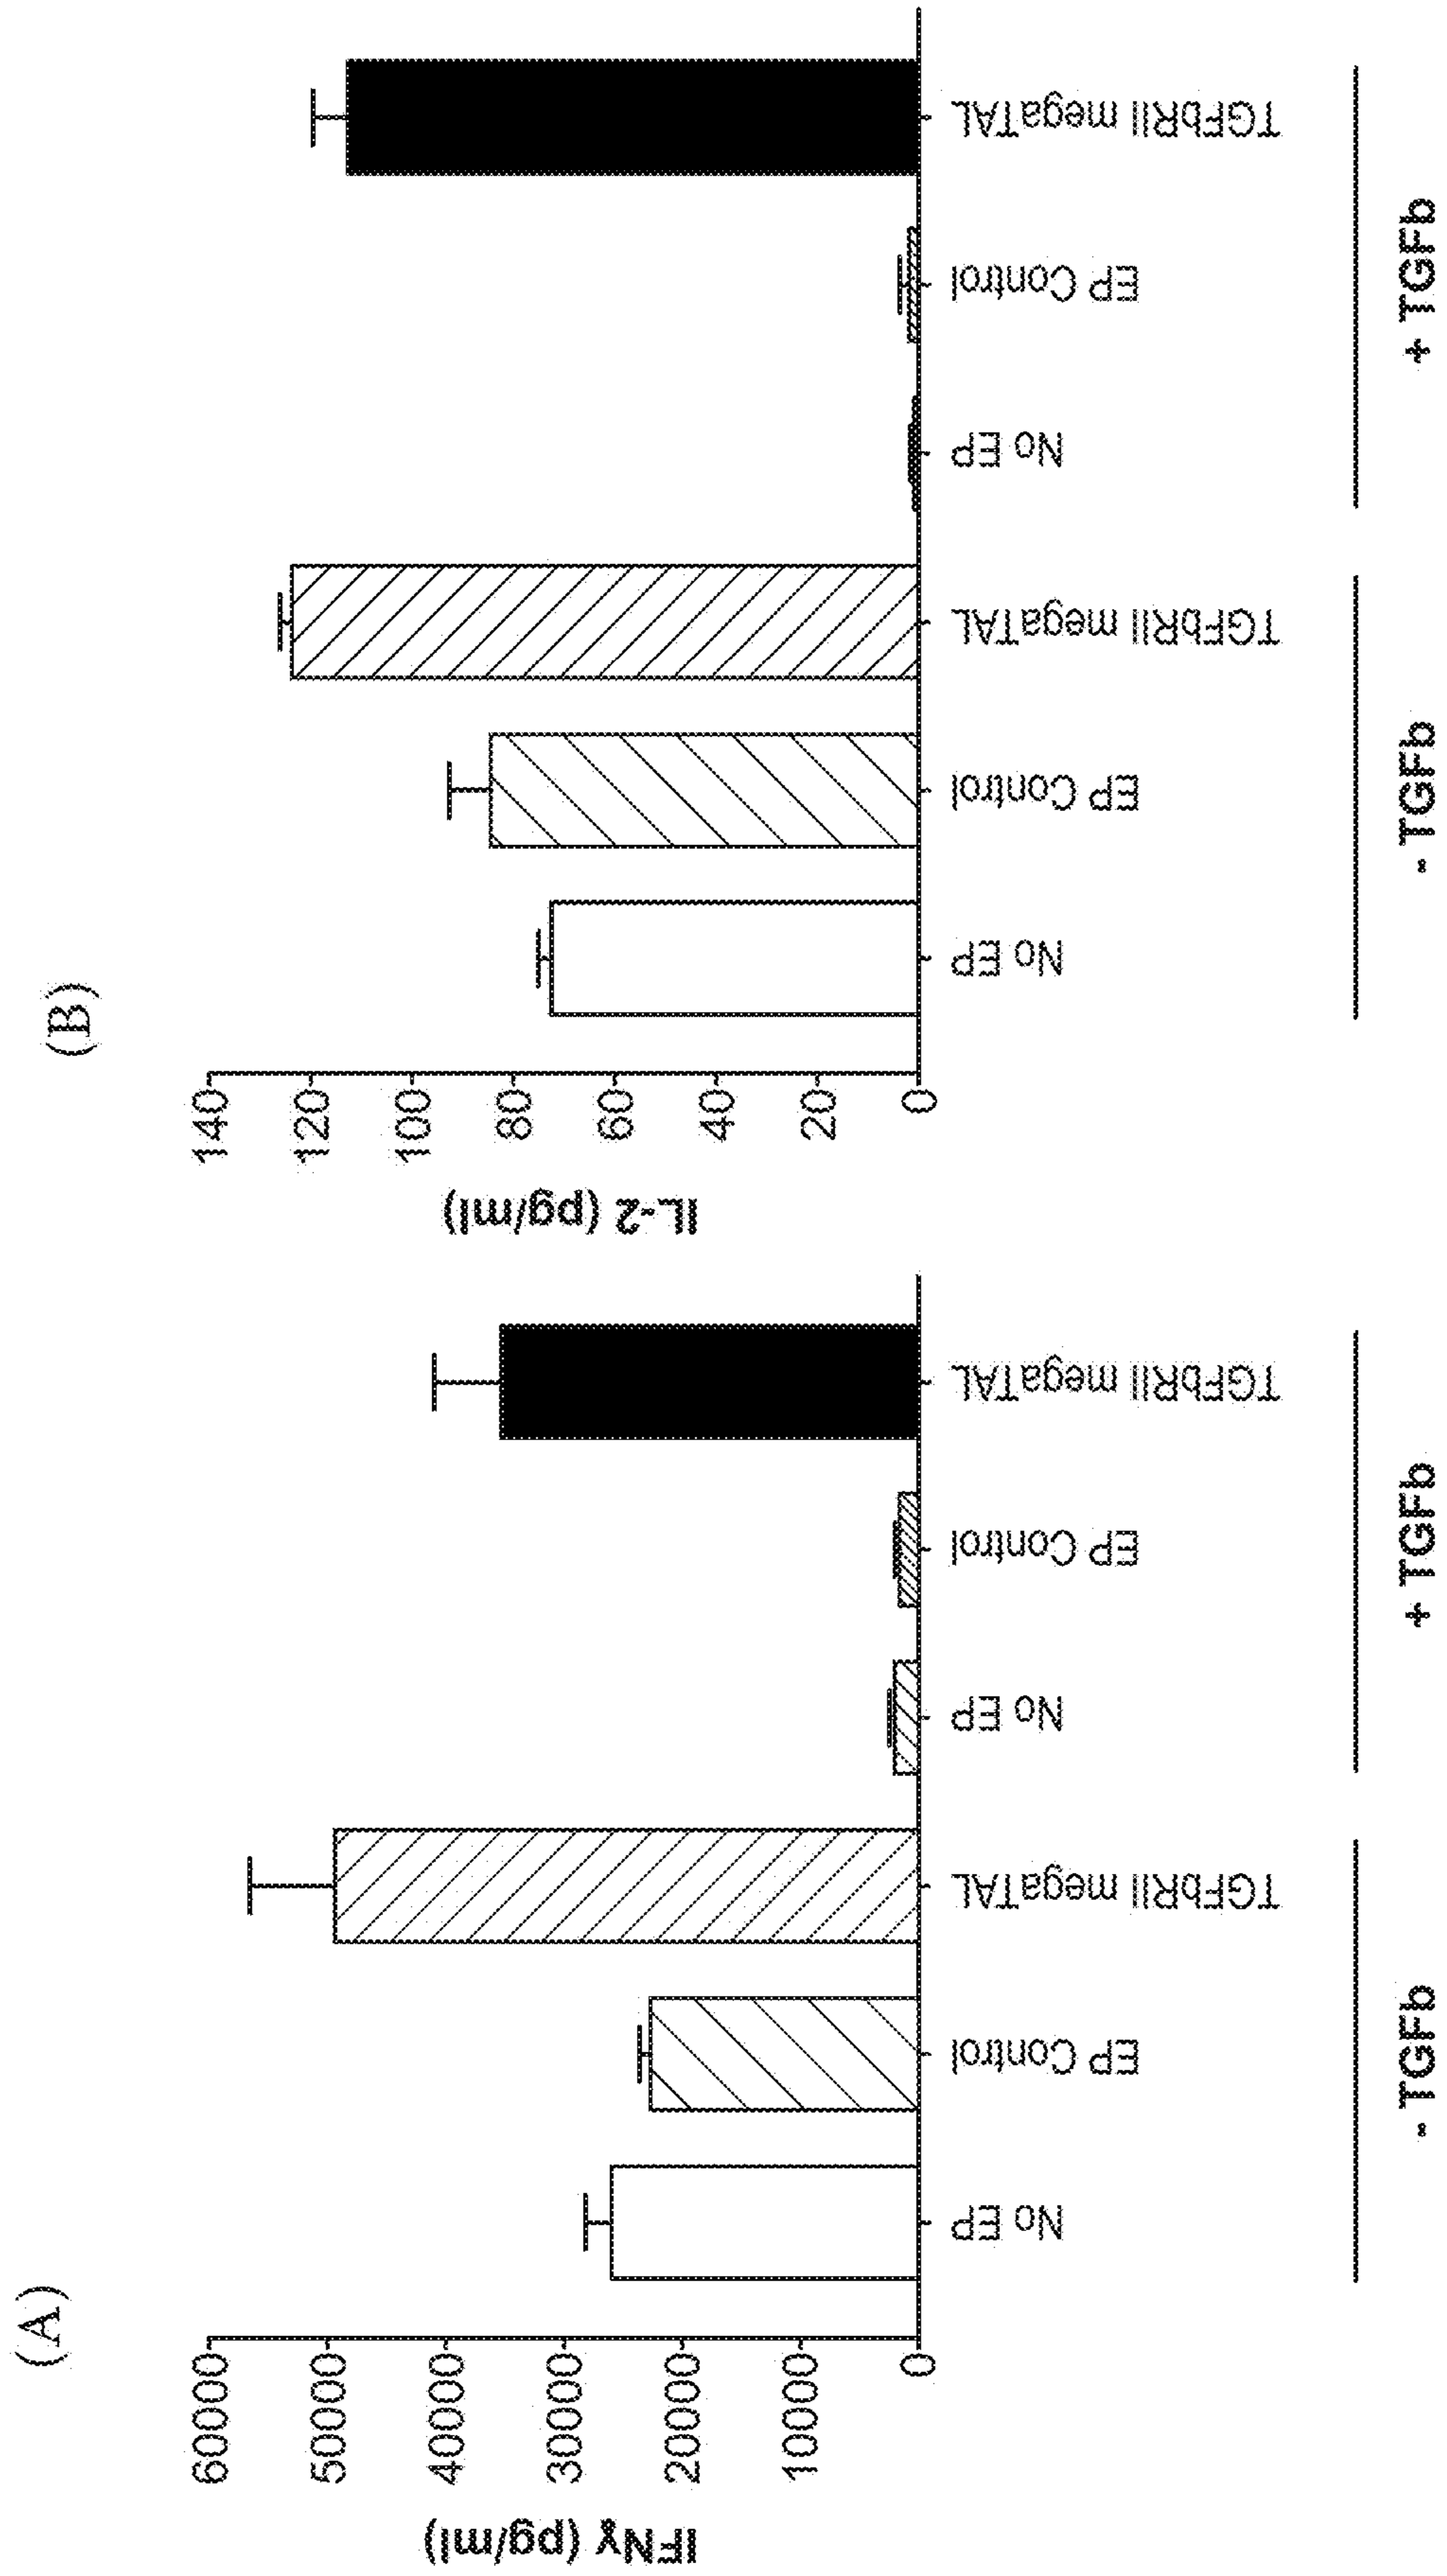 (A)
IFNɣ (pg/ml)
60000
50000
40000
30000
20000
10000
0
No EP
EP Control
TGFbRII megaTAL
No EP
EP Control
TGFbRII megaTAL
- TGFb
+ TGFb
(B)
IL-2 (pg/ml)
140
120
100
80
60
40
20
0
No EP
EP Control
TGFbRII megaTAL
No EP
EP Control
TGFbRII megaTAL
- TGFb
+ TGFb